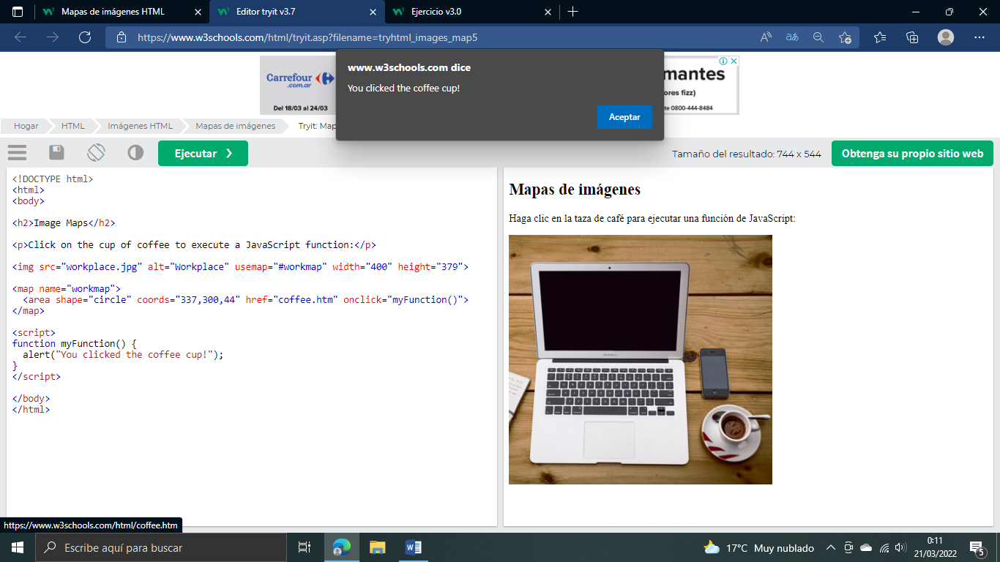 Mapas de imágenes HTML
Editor tryit v3.7
Ejercicio v3.0
https://www.w3schools.com/html/tryit.asp?filename=tryhtml_images_map5
www.w3schools.com dice
You clicked the coffee cup!
Aceptar
Carrefour
.com.ar
Del 18/03 al 24/03
mantes
ores fizz)
te 0800-444-8484
Hogar
HTML
Imágenes HTML
Mapas de imágenes
Tryit: Map
Ejecutar ❯
Tamaño del resultado: 744 x 544
Obtenga su propio sitio web
<!DOCTYPE html>
<html>
<body>
<h2>Image Maps</h2>
<p>Click on the cup of coffee to execute a JavaScript function:</p>
<img src="workplace.jpg" alt="Workplace" usemap="#workmap" width="400" height="379">
<map name="workmap">
<area shape="circle" coords="337,300,44" href="coffee.htm" onclick="myFunction()">
</map>
<script>
function myFunction() {
alert("You clicked the coffee cup!");
}
</script>
</body>
</html>
Mapas de imágenes
Haga clic en la taza de café para ejecutar una función de JavaScript:
https://www.w3schools.com/html/coffee.htm
Escribe aquí para buscar
17°C Muy nublado
0:11
21/03/2022
5